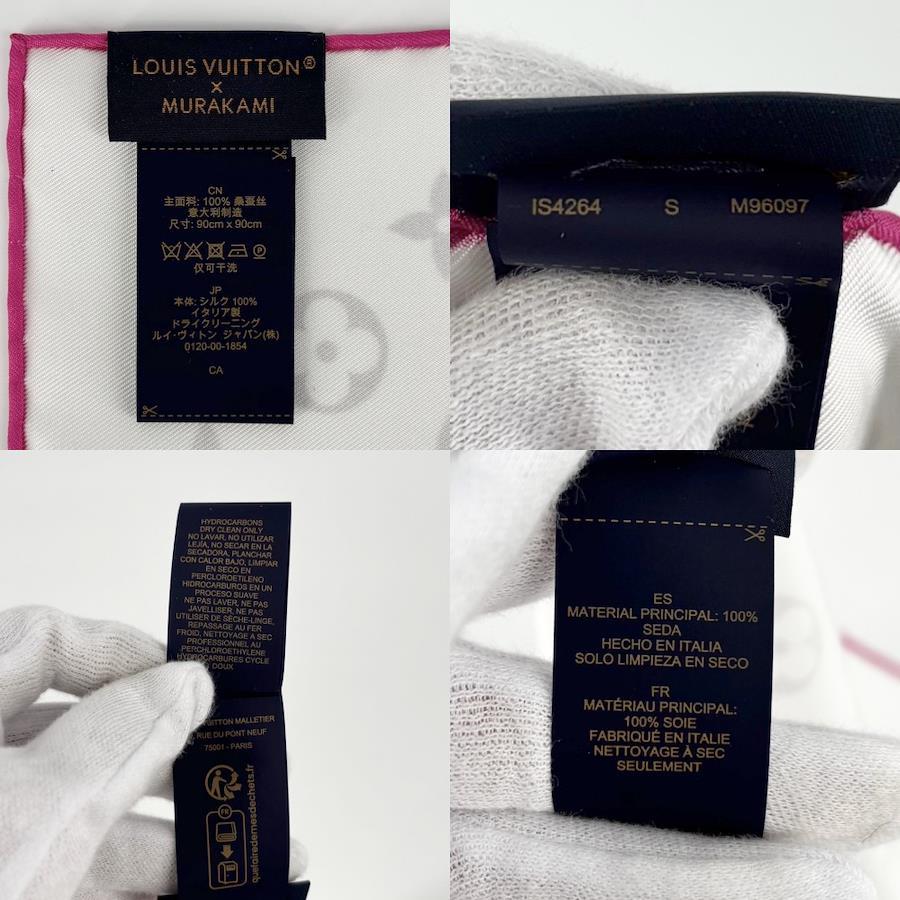 LOUIS VUITTON®
×
MURAKAMI
CN
主面料: 100% 桑蚕丝
意大利制造
尺寸: 90cm x 90cm
仅可干洗
JP
本体: シルク 100%
イタリア製
ドライクリーニング
ルイ・ヴィトン ジャパン(株)
0120-00-1854
CA
IS4264 S M96097
HYDROCARBONS
DRY CLEAN ONLY
NO LAVAR, NO UTILIZAR
LEJÍA, NO SECAR EN LA
SECADORA, PLANCHAR
CON CALOR BAJO, LIMPIAR
EN SECO EN
PERCLOROETILENO
HIDROCARBUROS EN UN
PROCESO SUAVE
NE PAS LAVER, NE PAS
JAVELLISER, NE PAS
UTILISER DE SÈCHE-LINGE,
REPASSAGE AU FER
FROID, NETTOYAGE A SEC
PROFESSIONNEL AU
PERCHLOROETHYLENE
HYDROCARBURES CYCLE
DOUX
VUITTON MALLETIER
RUE DU PONT NEUF
75001 - PARIS
FR
quefairedemesdechets.fr
ES
MATERIAL PRINCIPAL: 100%
SEDA
HECHO EN ITALIA
SOLO LIMPIEZA EN SECO
FR
MATÉRIAU PRINCIPAL:
100% SOIE
FABRIQUÉ EN ITALIE
NETTOYAGE À SEC
SEULEMENT